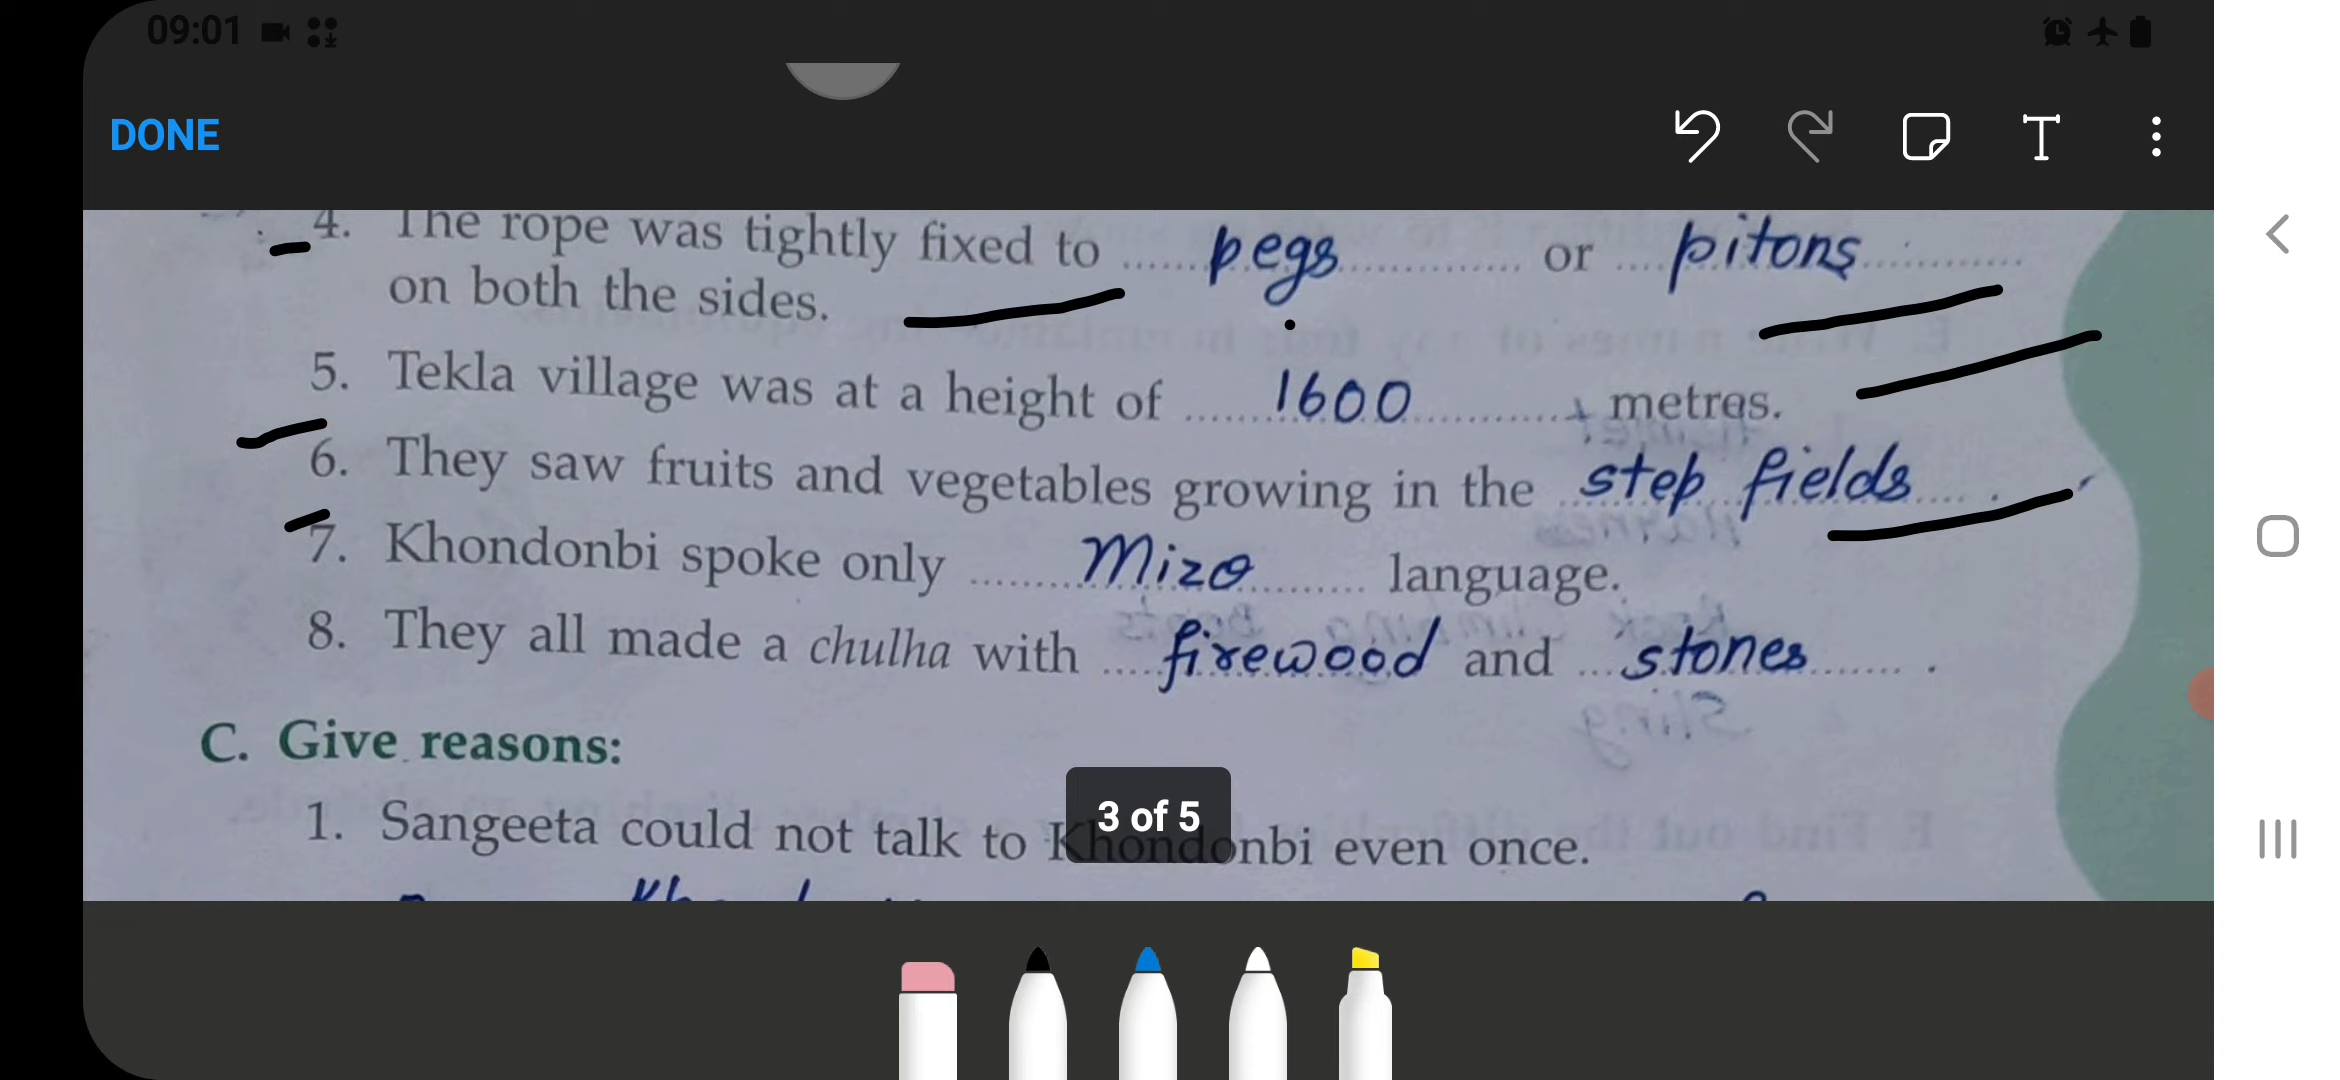 09:01
DONE
4. The rope was tightly fixed to ...... pegs ...... or ...... pitons ......
on both the sides.
5. Tekla village was at a height of ...... 1600 ...... metres.
6. They saw fruits and vegetables growing in the step fields .
7. Khondonbi spoke only ...... Mizo ...... language.
8. They all made a chulha with ...... firewood and ... stones ...... .
C. Give reasons:
1. Sangeeta could not talk to Khondonbi even once.
3 of 5